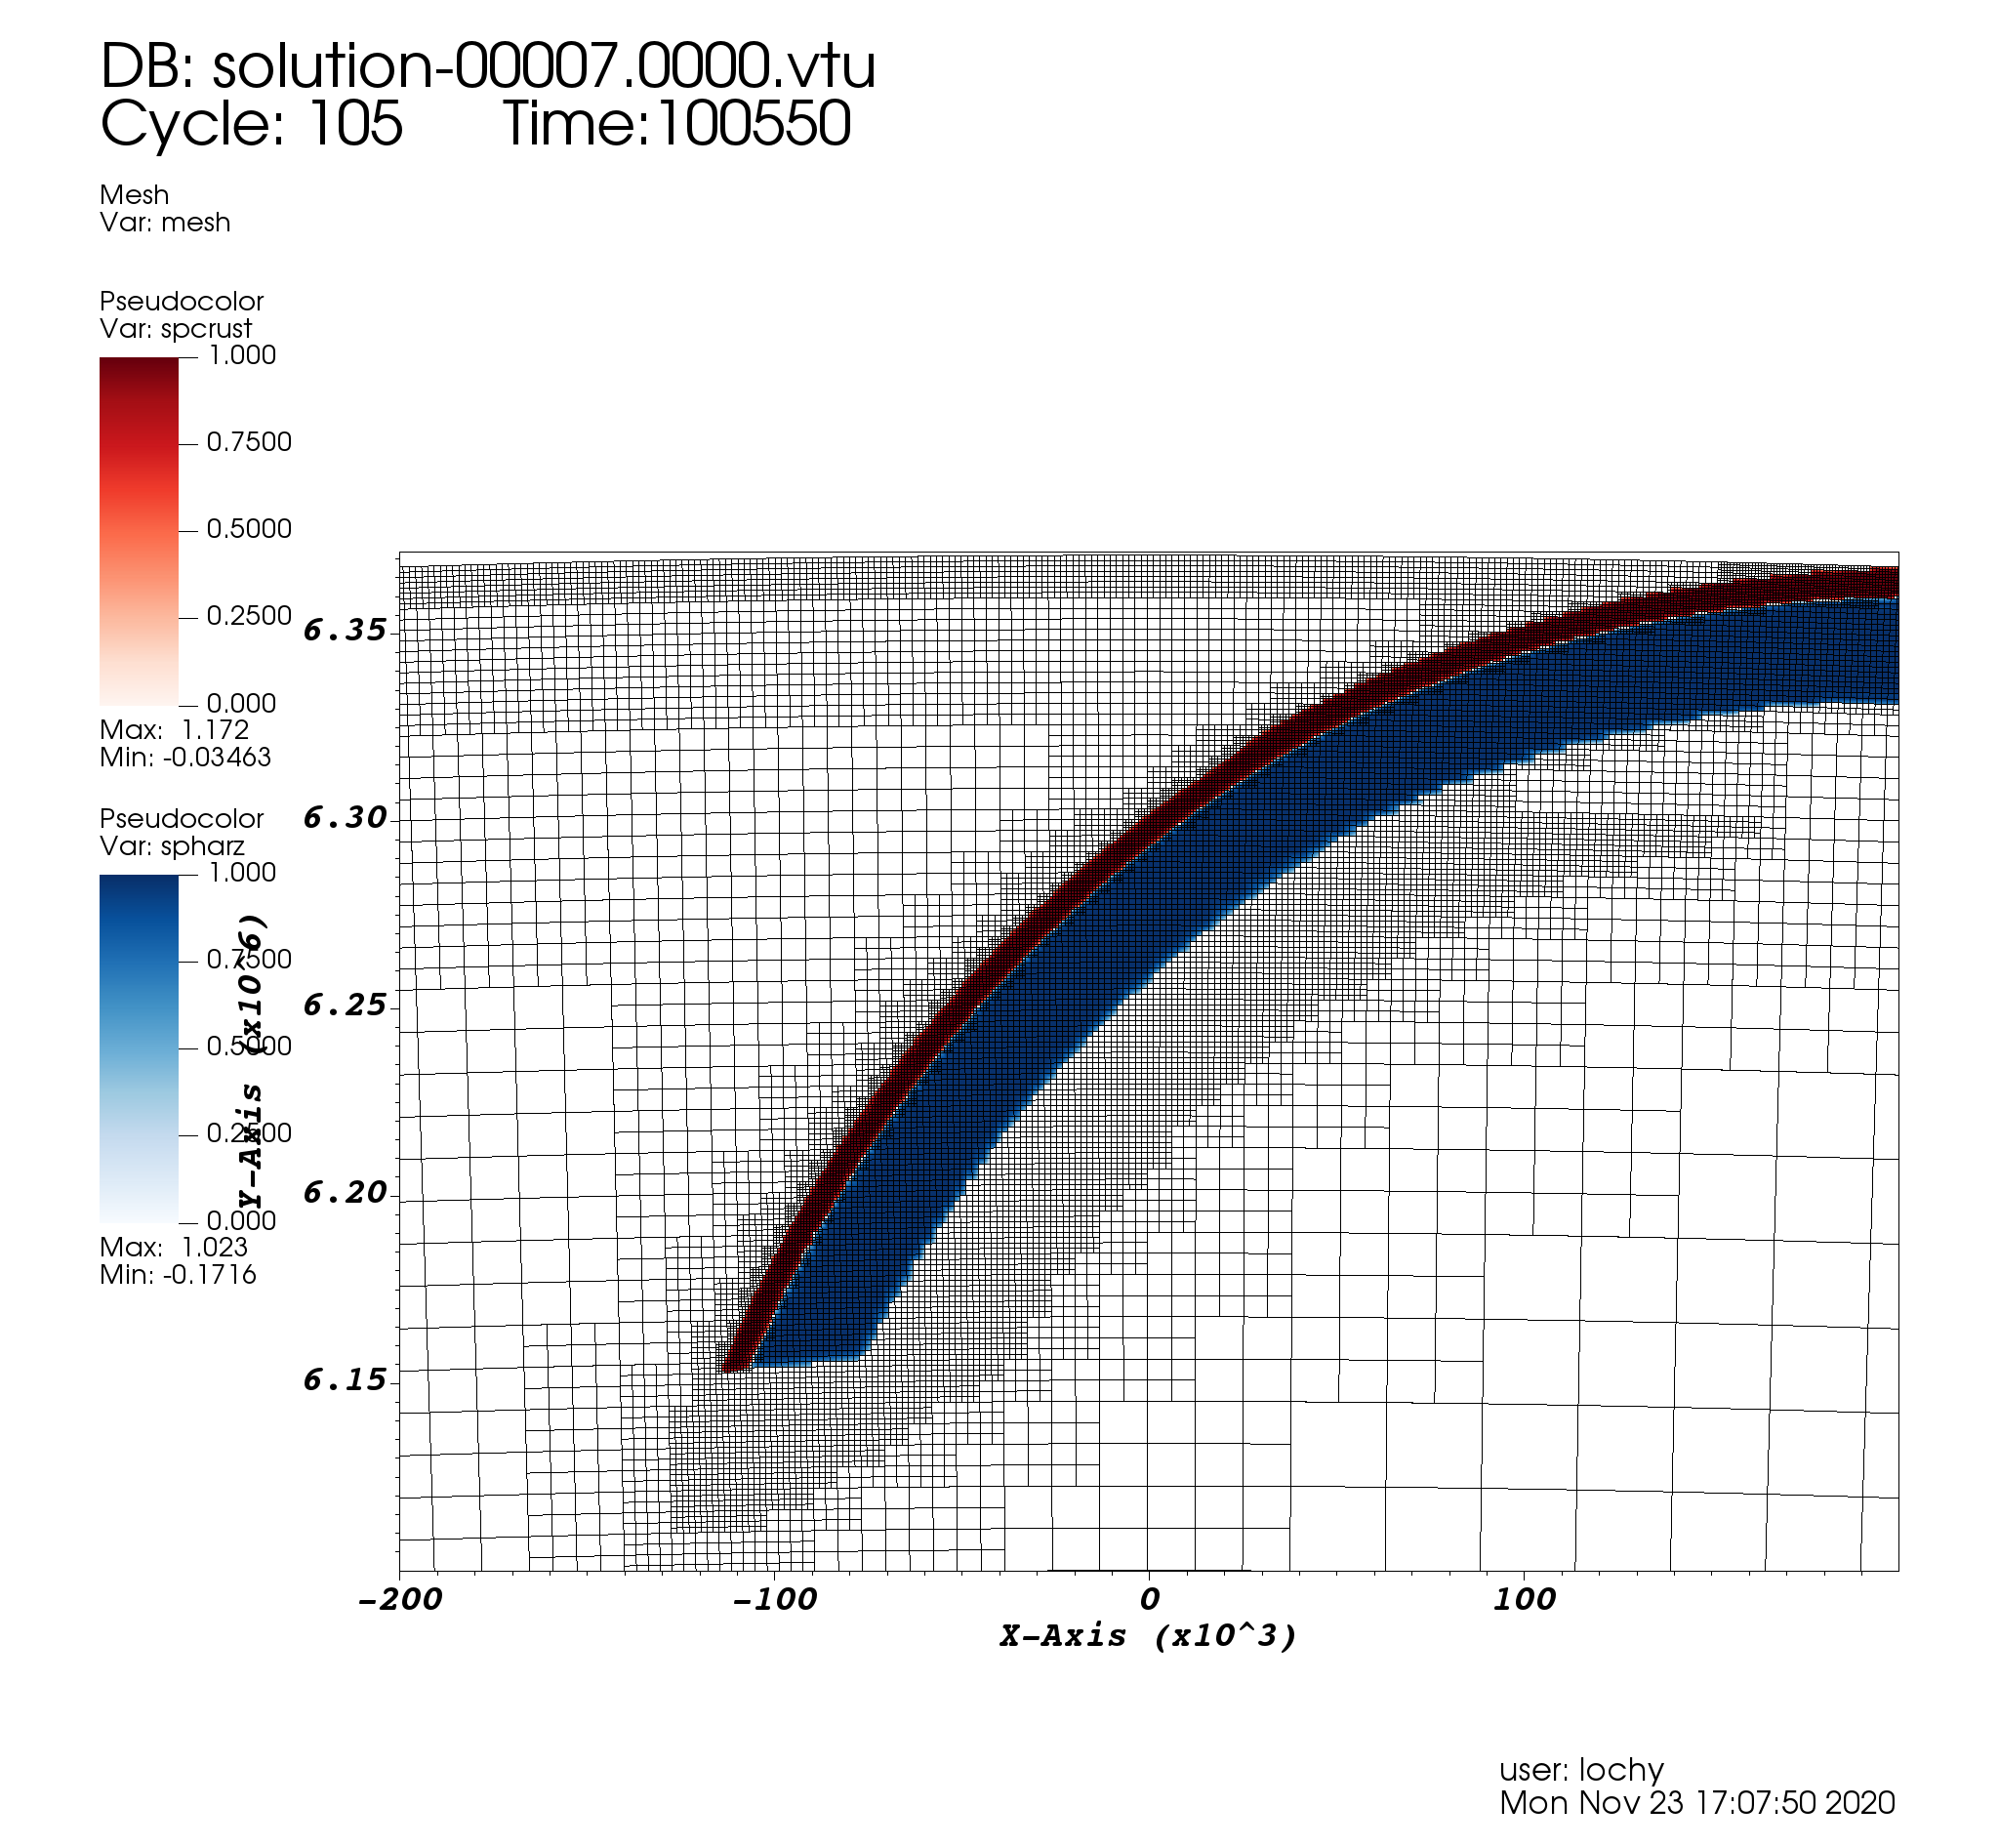 DB: solution-00007.0000.vtu
Cycle: 105 Time:100550
Mesh
Var: mesh
Pseudocolor
Var: spcrust
1.000
0.7500
0.5000
0.2500
0.000
Max: 1.172
Min: -0.03463
Pseudocolor
Var: spharz
1.000
0.7500
0.5000
0.2500
0.000
Max: 1.023
Min: -0.1716
Y-Axis (x10^6)
6.35
6.30
6.25
6.20
6.15
-200
-100
0
100
X-Axis (x10^3)
user: lochy
Mon Nov 23 17:07:50 2020